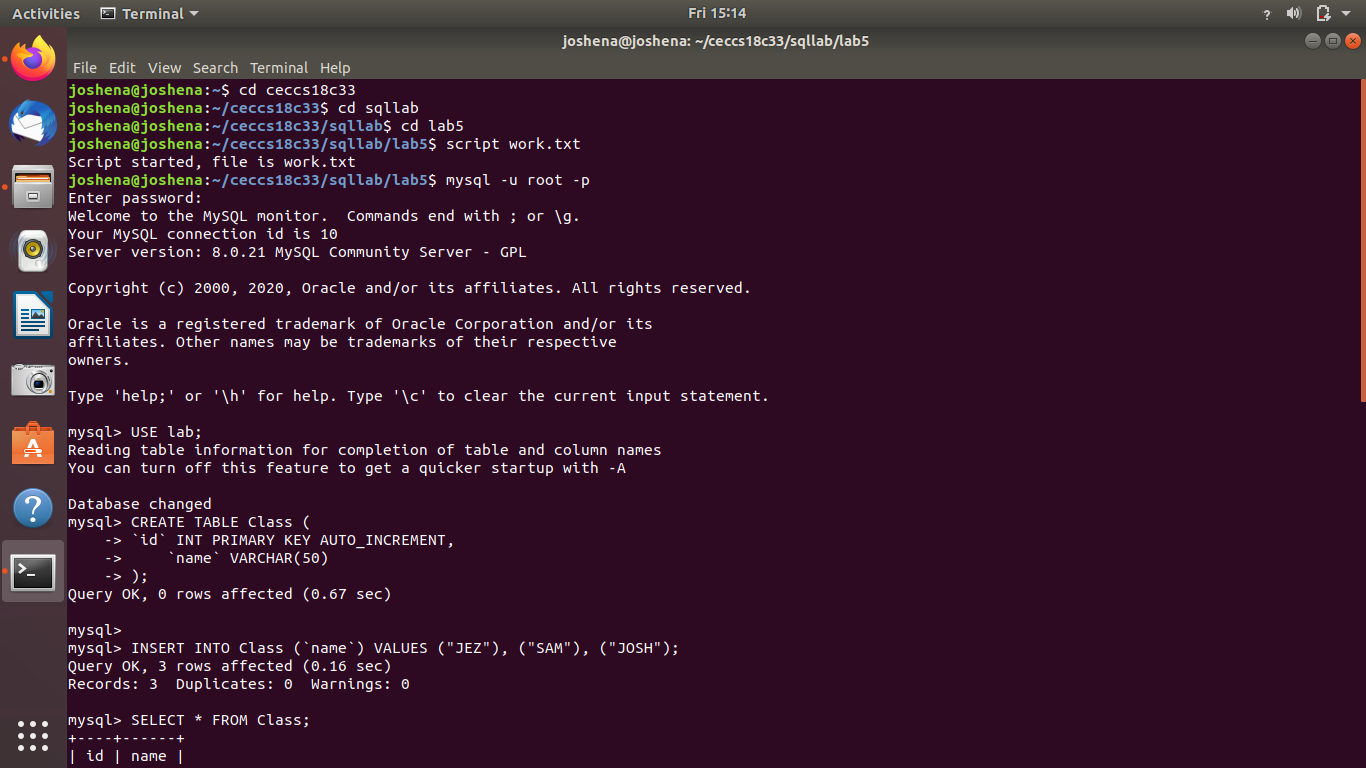 Activities Terminal Fri 15:14 ?
joshena@joshena: ~/ceccs18c33/sqllab/lab5
File Edit View Search Terminal Help
joshena@joshena:~$ cd ceccs18c33
joshena@joshena:~/ceccs18c33$ cd sqllab
joshena@joshena:~/ceccs18c33/sqllab$ cd lab5
joshena@joshena:~/ceccs18c33/sqllab/lab5$ script work.txt
Script started, file is work.txt
joshena@joshena:~/ceccs18c33/sqllab/lab5$ mysql -u root -p
Enter password:
Welcome to the MySQL monitor.  Commands end with ; or \g.
Your MySQL connection id is 10
Server version: 8.0.21 MySQL Community Server - GPL

Copyright (c) 2000, 2020, Oracle and/or its affiliates. All rights reserved.

Oracle is a registered trademark of Oracle Corporation and/or its
affiliates. Other names may be trademarks of their respective
owners.

Type 'help;' or '\h' for help. Type '\c' to clear the current input statement.

mysql> USE lab;
Reading table information for completion of table and column names
You can turn off this feature to get a quicker startup with -A

Database changed
mysql> CREATE TABLE Class (
    -> `id` INT PRIMARY KEY AUTO_INCREMENT,
    ->     `name` VARCHAR(50)
    -> );
Query OK, 0 rows affected (0.67 sec)

mysql>
mysql> INSERT INTO Class (`name`) VALUES ("JEZ"), ("SAM"), ("JOSH");
Query OK, 3 rows affected (0.16 sec)
Records: 3  Duplicates: 0  Warnings: 0

mysql> SELECT * FROM Class;
+----+------+
| id | name |